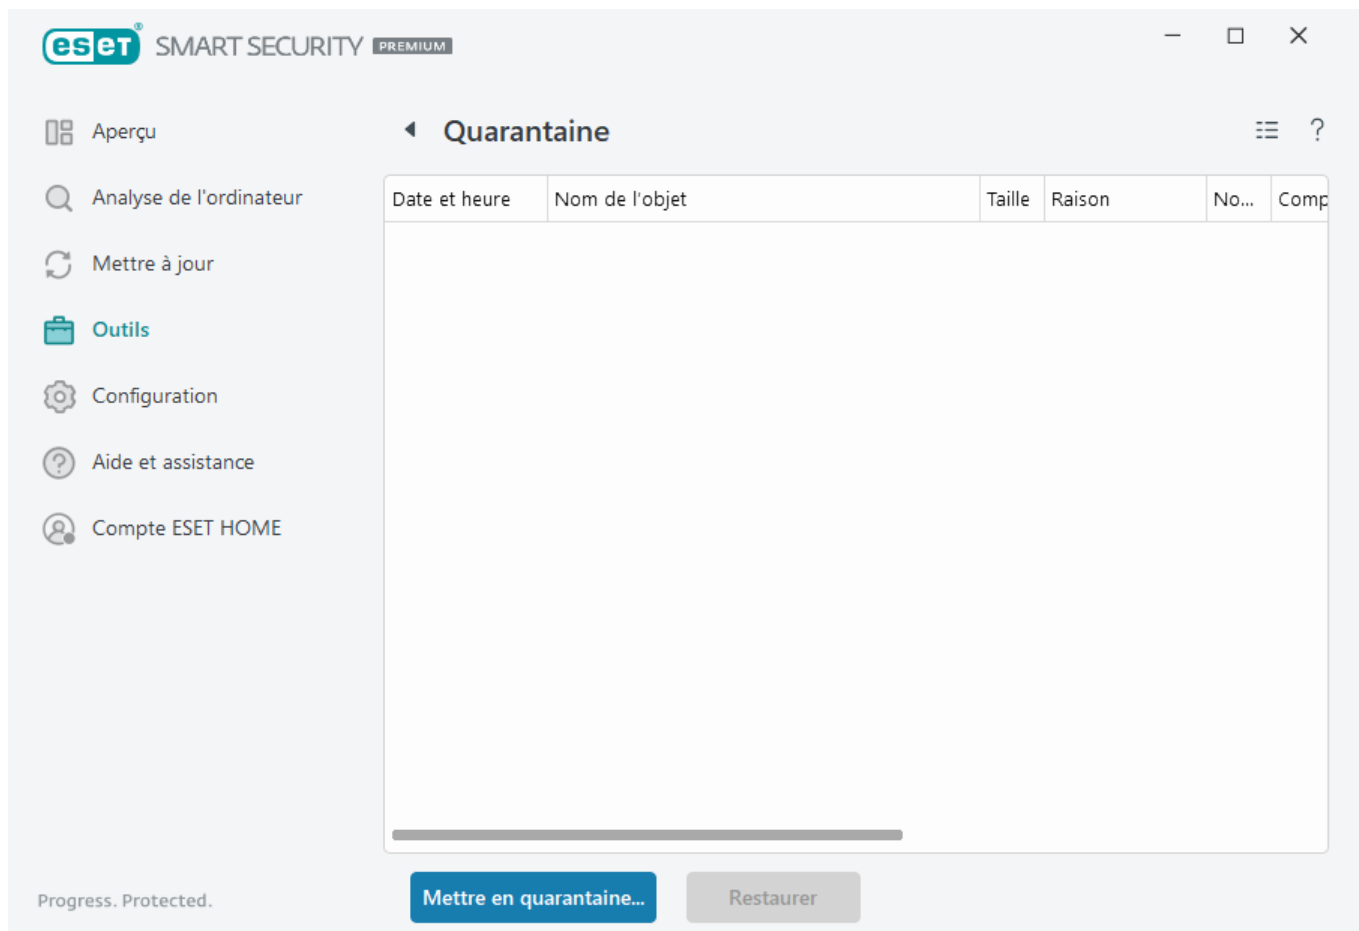 eset® SMART SECURITY PREMIUM
Aperçu
Analyse de l'ordinateur
Mettre à jour
Outils
Configuration
Aide et assistance
Compte ESET HOME
Quarantaine
?
Date et heure Nom de l'objet Taille Raison No... Comp
Mettre en quarantaine... Restaurer
Progress. Protected.